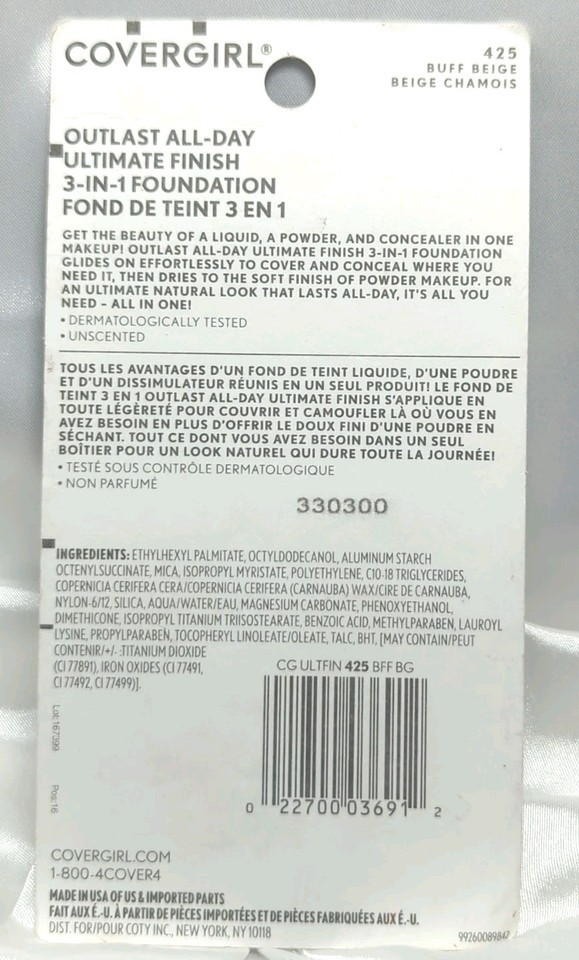 COVERGIRL®
425
BUFF BEIGE
BEIGE CHAMOIS
OUTLAST ALL-DAY
ULTIMATE FINISH
3-IN-1 FOUNDATION
FOND DE TEINT 3 EN 1
GET THE BEAUTY OF A LIQUID, A POWDER, AND CONCEALER IN ONE
MAKEUP! OUTLAST ALL-DAY ULTIMATE FINISH 3-IN-1 FOUNDATION
GLIDES ON EFFORTLESSLY TO COVER AND CONCEAL WHERE YOU
NEED IT, THEN DRIES TO THE SOFT FINISH OF POWDER MAKEUP. FOR
AN ULTIMATE NATURAL LOOK THAT LASTS ALL-DAY, IT'S ALL YOU
NEED – ALL IN ONE!
• DERMATOLOGICALLY TESTED
• UNSCENTED
TOUS LES AVANTAGES D'UN FOND DE TEINT LIQUIDE, D'UNE POUDRE
ET D'UN DISSIMULATEUR RÉUNIS EN UN SEUL PRODUIT! LE FOND DE
TEINT 3 EN 1 OUTLAST ALL-DAY ULTIMATE FINISH S'APPLIQUE EN
TOUTE LÉGÈRETÉ POUR COUVRIR ET CAMOUFLER LÀ OÙ VOUS EN
AVEZ BESOIN EN PLUS D'OFFRIR LE DOUX FINI D'UNE POUDRE EN
SÉCHANT. TOUT CE DONT VOUS AVEZ BESOIN DANS UN SEUL
BOÎTIER POUR UN LOOK NATUREL QUI DURE TOUTE LA JOURNÉE!
• TESTÉ SOUS CONTRÔLE DERMATOLOGIQUE
• NON PARFUMÉ
330300
INGREDIENTS: ETHYLHEXYL PALMITATE, OCTYLDODECANOL, ALUMINUM STARCH
OCTENYLSUCCINATE, MICA, ISOPROPYL MYRISTATE, POLYETHYLENE, C10-18 TRIGLYCERIDES,
COPERNICIA CERIFERA CERA/COPERNICIA CERIFERA (CARNAUBA) WAX/CIRE DE CARNAUBA,
NYLON-6/12, SILICA, AQUA/WATER/EAU, MAGNESIUM CARBONATE, PHENOXYETHANOL,
DIMETHICONE, ISOPROPYL TITANIUM TRIISOSTEARATE, BENZOIC ACID, METHYLPARABEN, LAUROYL
LYSINE, PROPYLPARABEN, TOCOPHERYL LINOLEATE/OLEATE, TALC, BHT, [MAY CONTAIN/PEUT
CONTENIR/+/- :TITANIUM DIOXIDE
(CI 77891), IRON OXIDES (CI 77491,
CI 77492, CI 77499)].
CG ULTFIN 425 BFF BG
0 22700 03691 2
Lot:167399 Pos:16
COVERGIRL.COM
1-800-4COVER4
MADE IN USA OF US & IMPORTED PARTS
FAIT AUX É.-U. À PARTIR DE PIÈCES IMPORTÉES ET DE PIÈCES FABRIQUÉES AUX É.-U.
DIST. FOR/POUR COTY INC., NEW YORK, NY 10118
99260089847